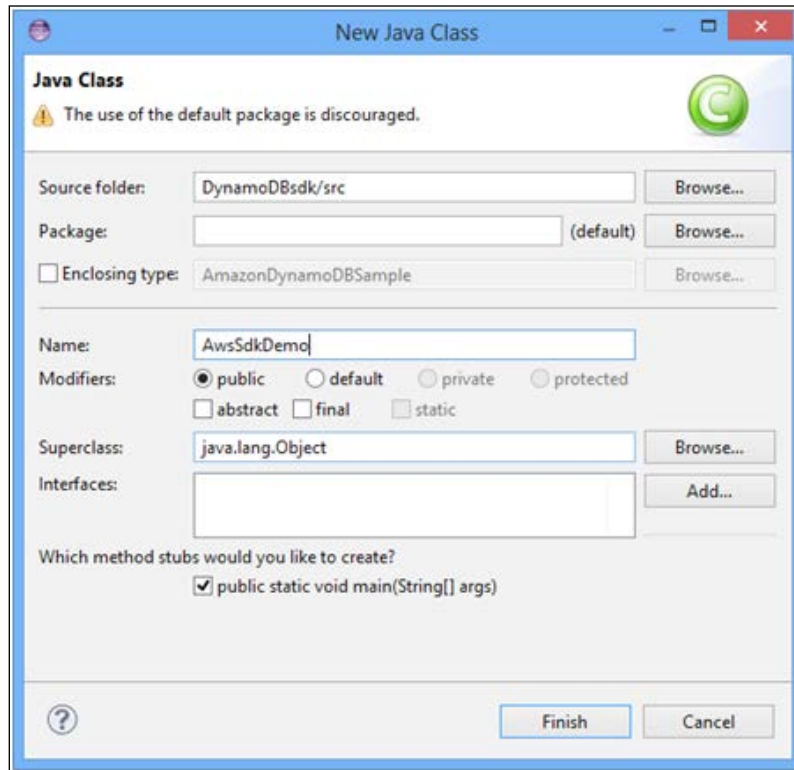 New Java Class
Java Class
The use of the default package is discouraged.
Source folder: DynamoDBsdk/src Browse...
Package: (default) Browse...
Enclosing type: AmazonDynamoDBSample Browse...
Name: AwsSdkDemo
Modifiers: public default private protected
abstract final static
Superclass: java.lang.Object Browse...
Interfaces: Add...
Which method stubs would you like to create?
public static void main(String[] args)
? Finish Cancel